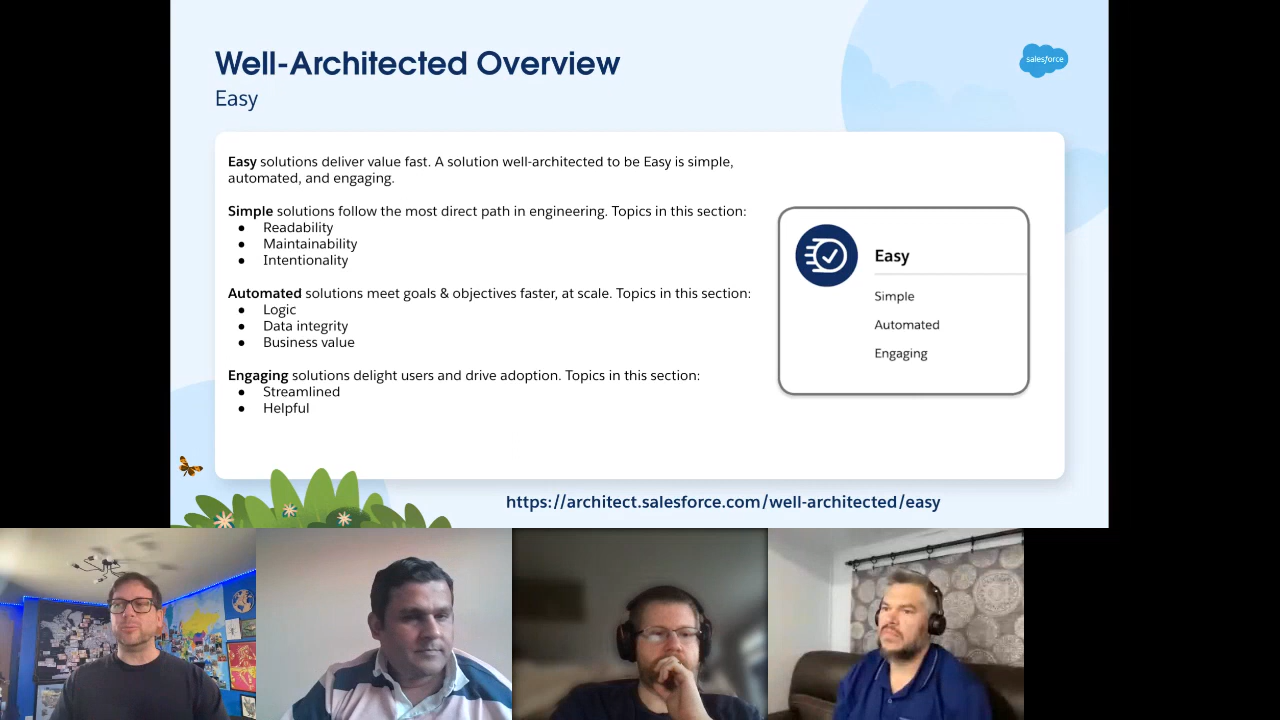 Well-Architected Overview
salesforce
Easy
Easy solutions deliver value fast. A solution well-architected to be Easy is simple,
automated, and engaging.
Simple solutions follow the most direct path in engineering. Topics in this section:
● Readability
● Maintainability
● Intentionality
Automated solutions meet goals & objectives faster, at scale. Topics in this section:
● Logic
● Data integrity
● Business value
Engaging solutions delight users and drive adoption. Topics in this section:
● Streamlined
● Helpful
Easy
Simple
Automated
Engaging
https://architect.salesforce.com/well-architected/easy